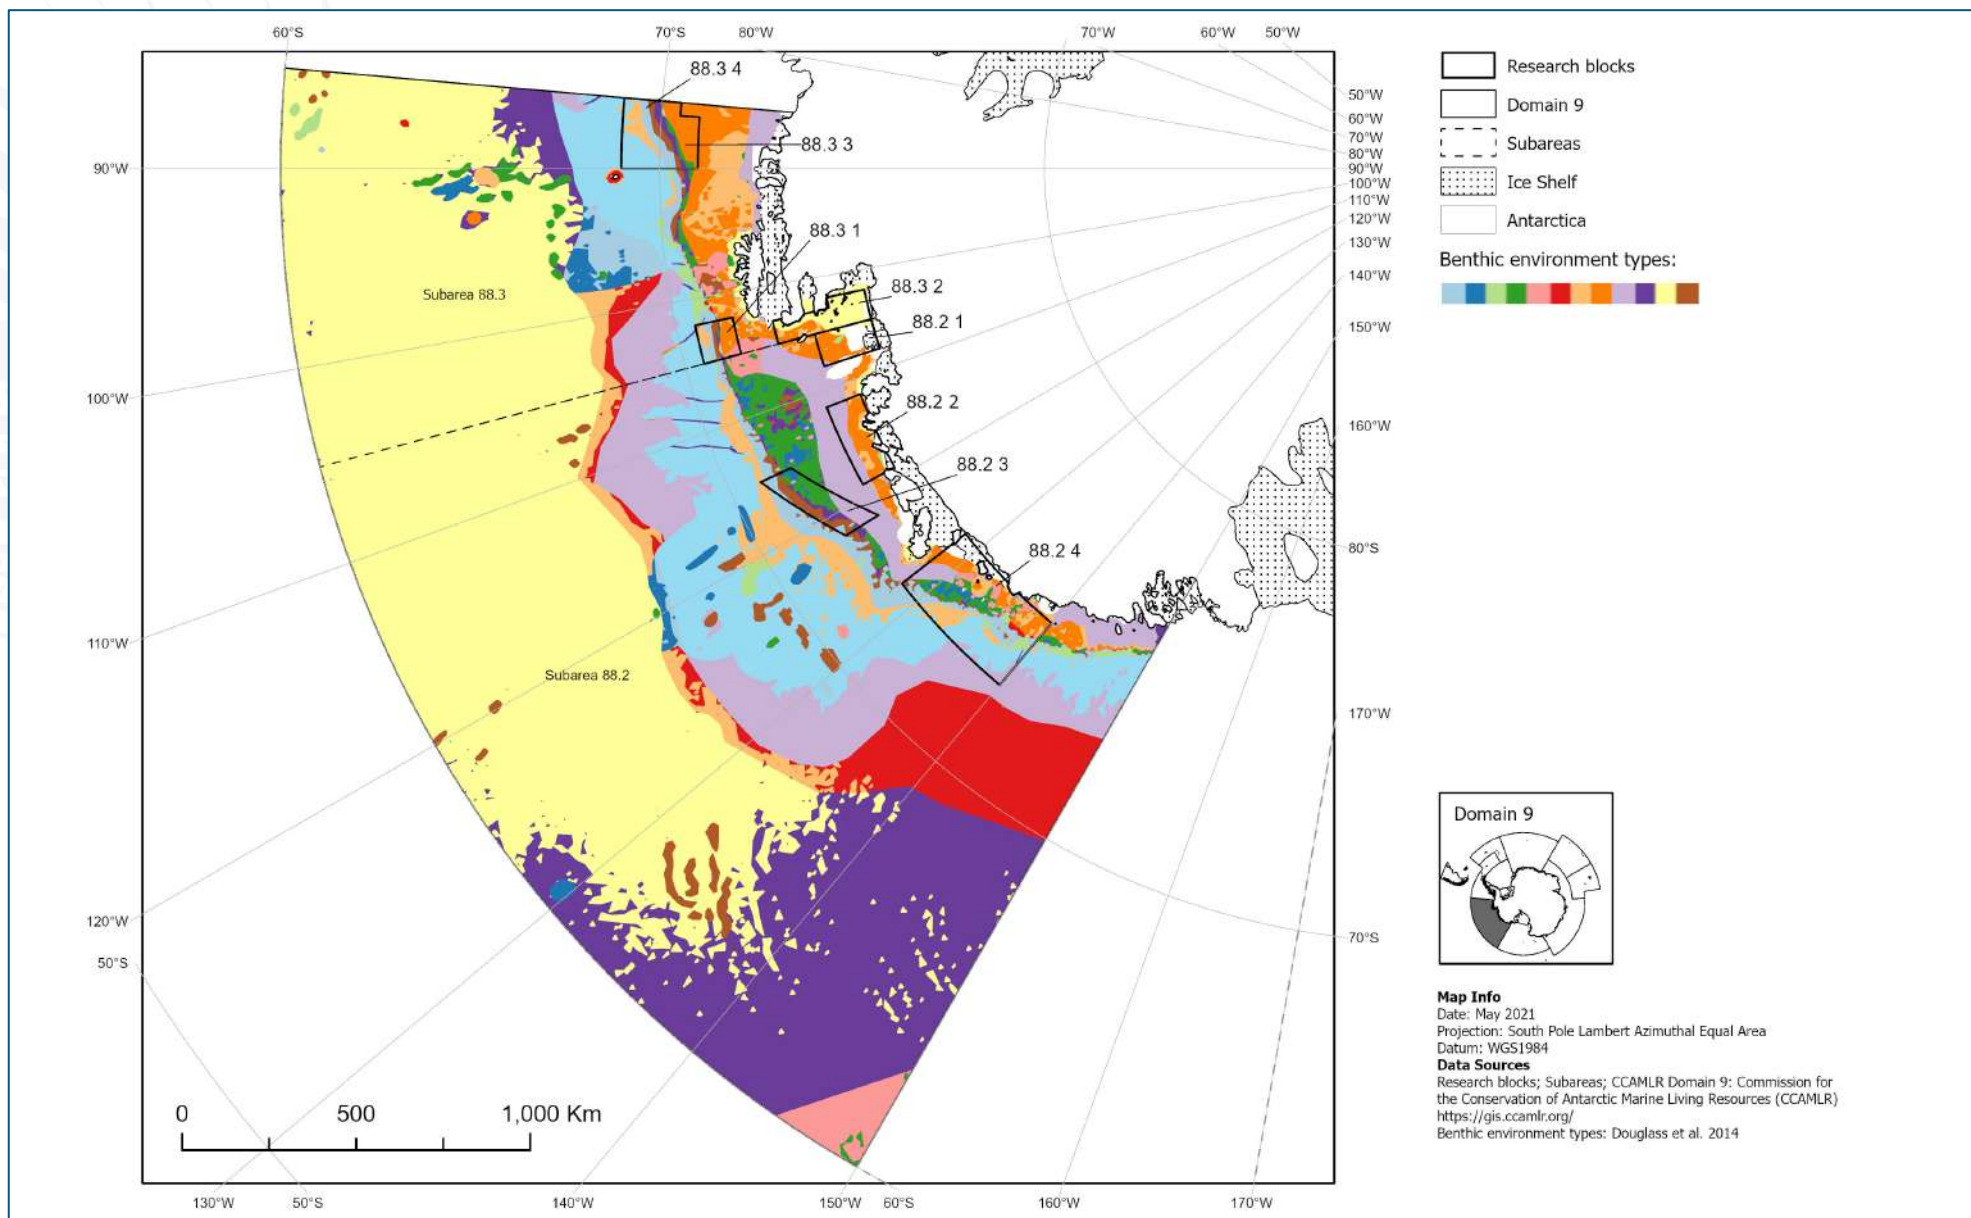 60°S
70°S
80°W
70°W
60°W
50°W
88.3 4
88.3 3
88.3 1
88.3 2
88.2 1
88.2 2
88.2 3
88.2 4
Subarea 88.3
Subarea 88.2
90°W
100°W
110°W
120°W
50°S
50°W
60°W
70°W
80°W
90°W
100°W
110°W
120°W
130°W
140°W
150°W
160°W
80°S
170°W
70°S
0
500
1,000 Km
130°W
50°S
140°W
150°W
60°S
160°W
170°W
Research blocks
Domain 9
Subareas
Ice Shelf
Antarctica
Benthic environment types:
Domain 9
Map Info
Date: May 2021
Projection: South Pole Lambert Azimuthal Equal Area
Datum: WGS1984
Data Sources
Research blocks; Subareas; CCAMLR Domain 9: Commission for
the Conservation of Antarctic Marine Living Resources (CCAMLR)
https://gis.ccamlr.org/
Benthic environment types: Douglass et al. 2014